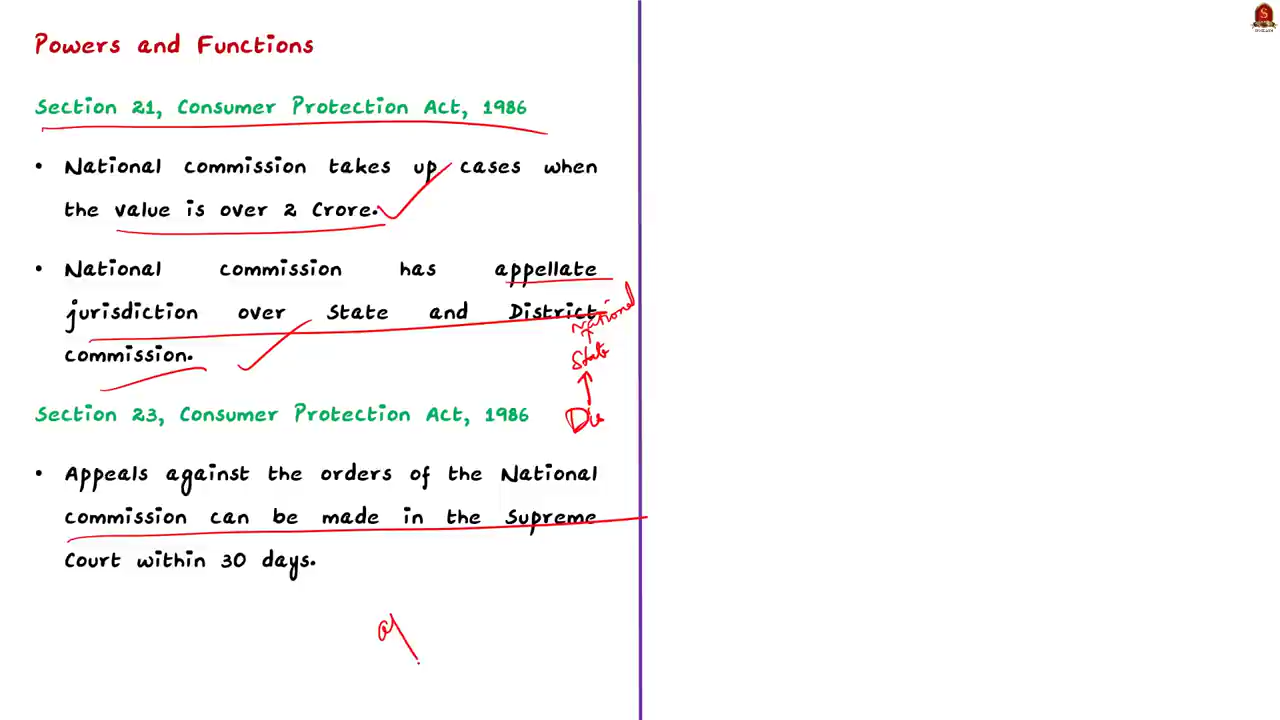 Powers and Functions
Section 21, Consumer Protection Act, 1986
• National commission takes up cases when
the value is over 2 Crore.
• National commission has appellate
jurisdiction over State and District
National
commission.
State
Section 23, Consumer Protection Act, 1986
Dis
• Appeals against the orders of the National
commission can be made in the Supreme
Court within 30 days.